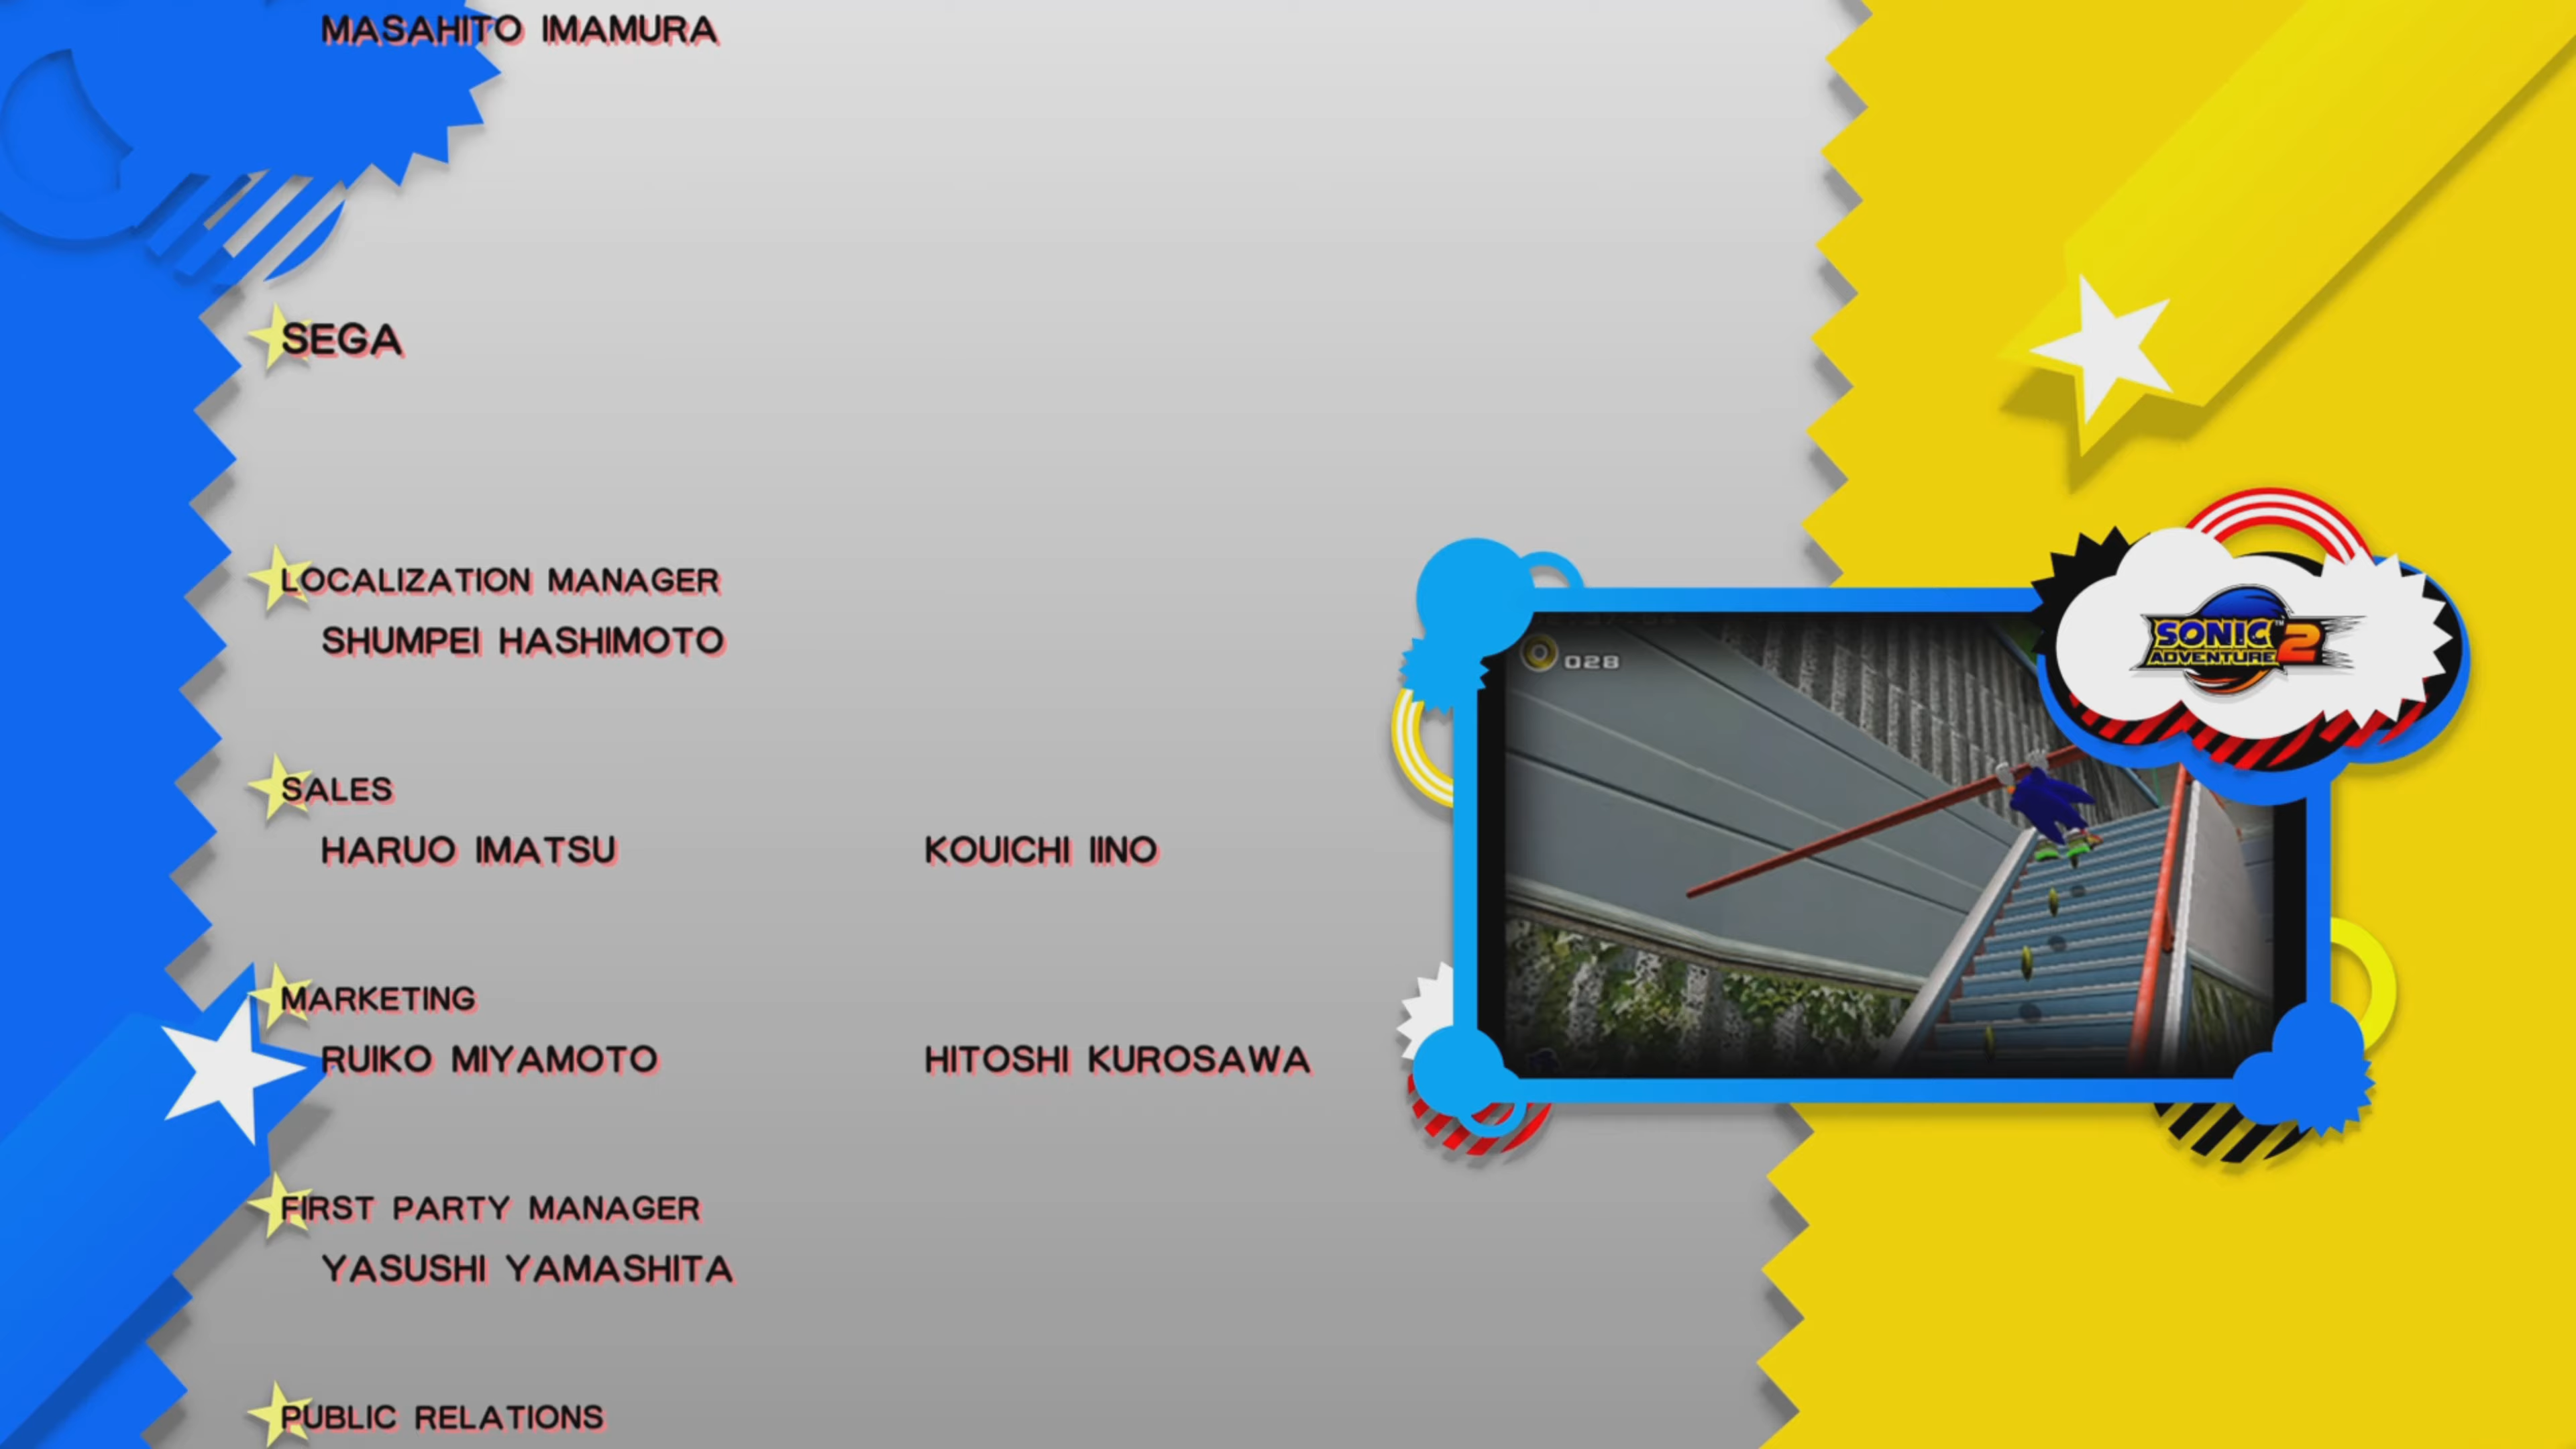 MASAHITO IMAMURA
SEGA
LOCALIZATION MANAGER
SHUMPEI HASHIMOTO
SALES
HARUO IMATSU KOUICHI IINO
MARKETING
RUIKO MIYAMOTO HITOSHI KUROSAWA
FIRST PARTY MANAGER
YASUSHI YAMASHITA
PUBLIC RELATIONS
028
SONIC™
ADVENTURE 2